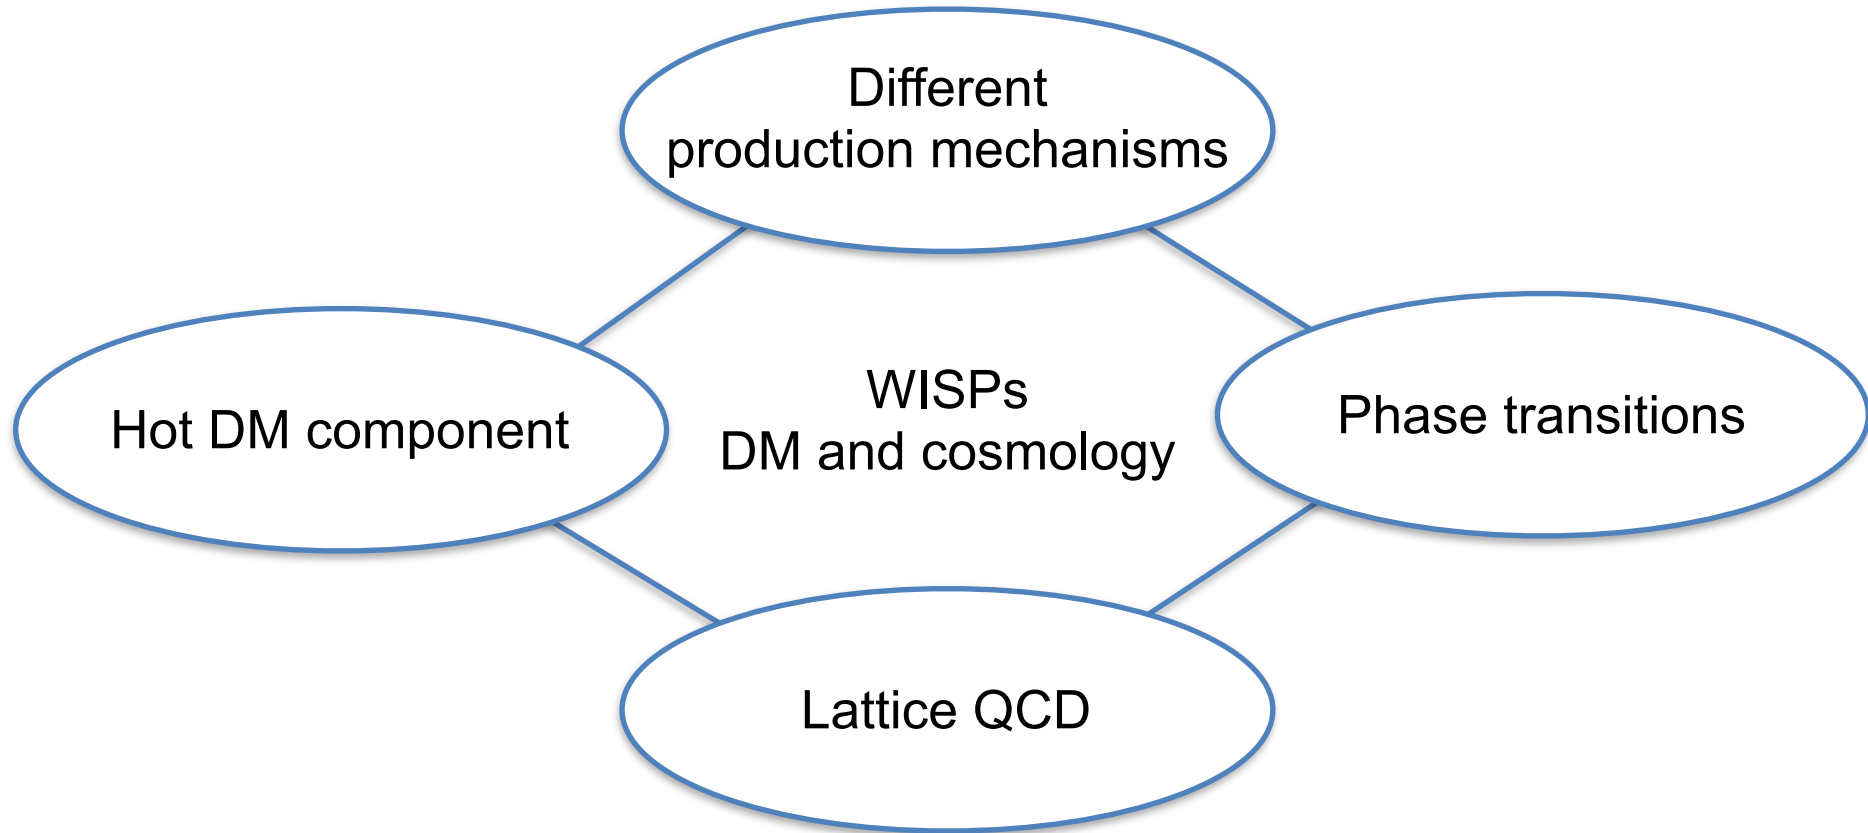 Different
production mechanisms
Hot DM component
WISPs
DM and cosmology
Phase transitions
Lattice QCD